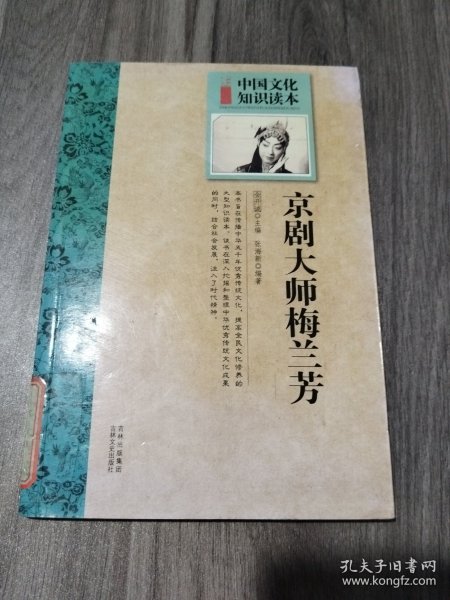 中国文化
知识读本
京剧大师梅兰芳
金开诚◎主编 张海新◎编著
本书旨在传播中华五千年优秀传统文化，提高全民文化修养的
大型知识读本。该书在深入挖掘和整理中华优秀传统文化成果
的同时，结合社会发展，注入了时代精神。
吉林出版集团
吉林文史出版社
孔夫子旧书网
www.kongfz.com